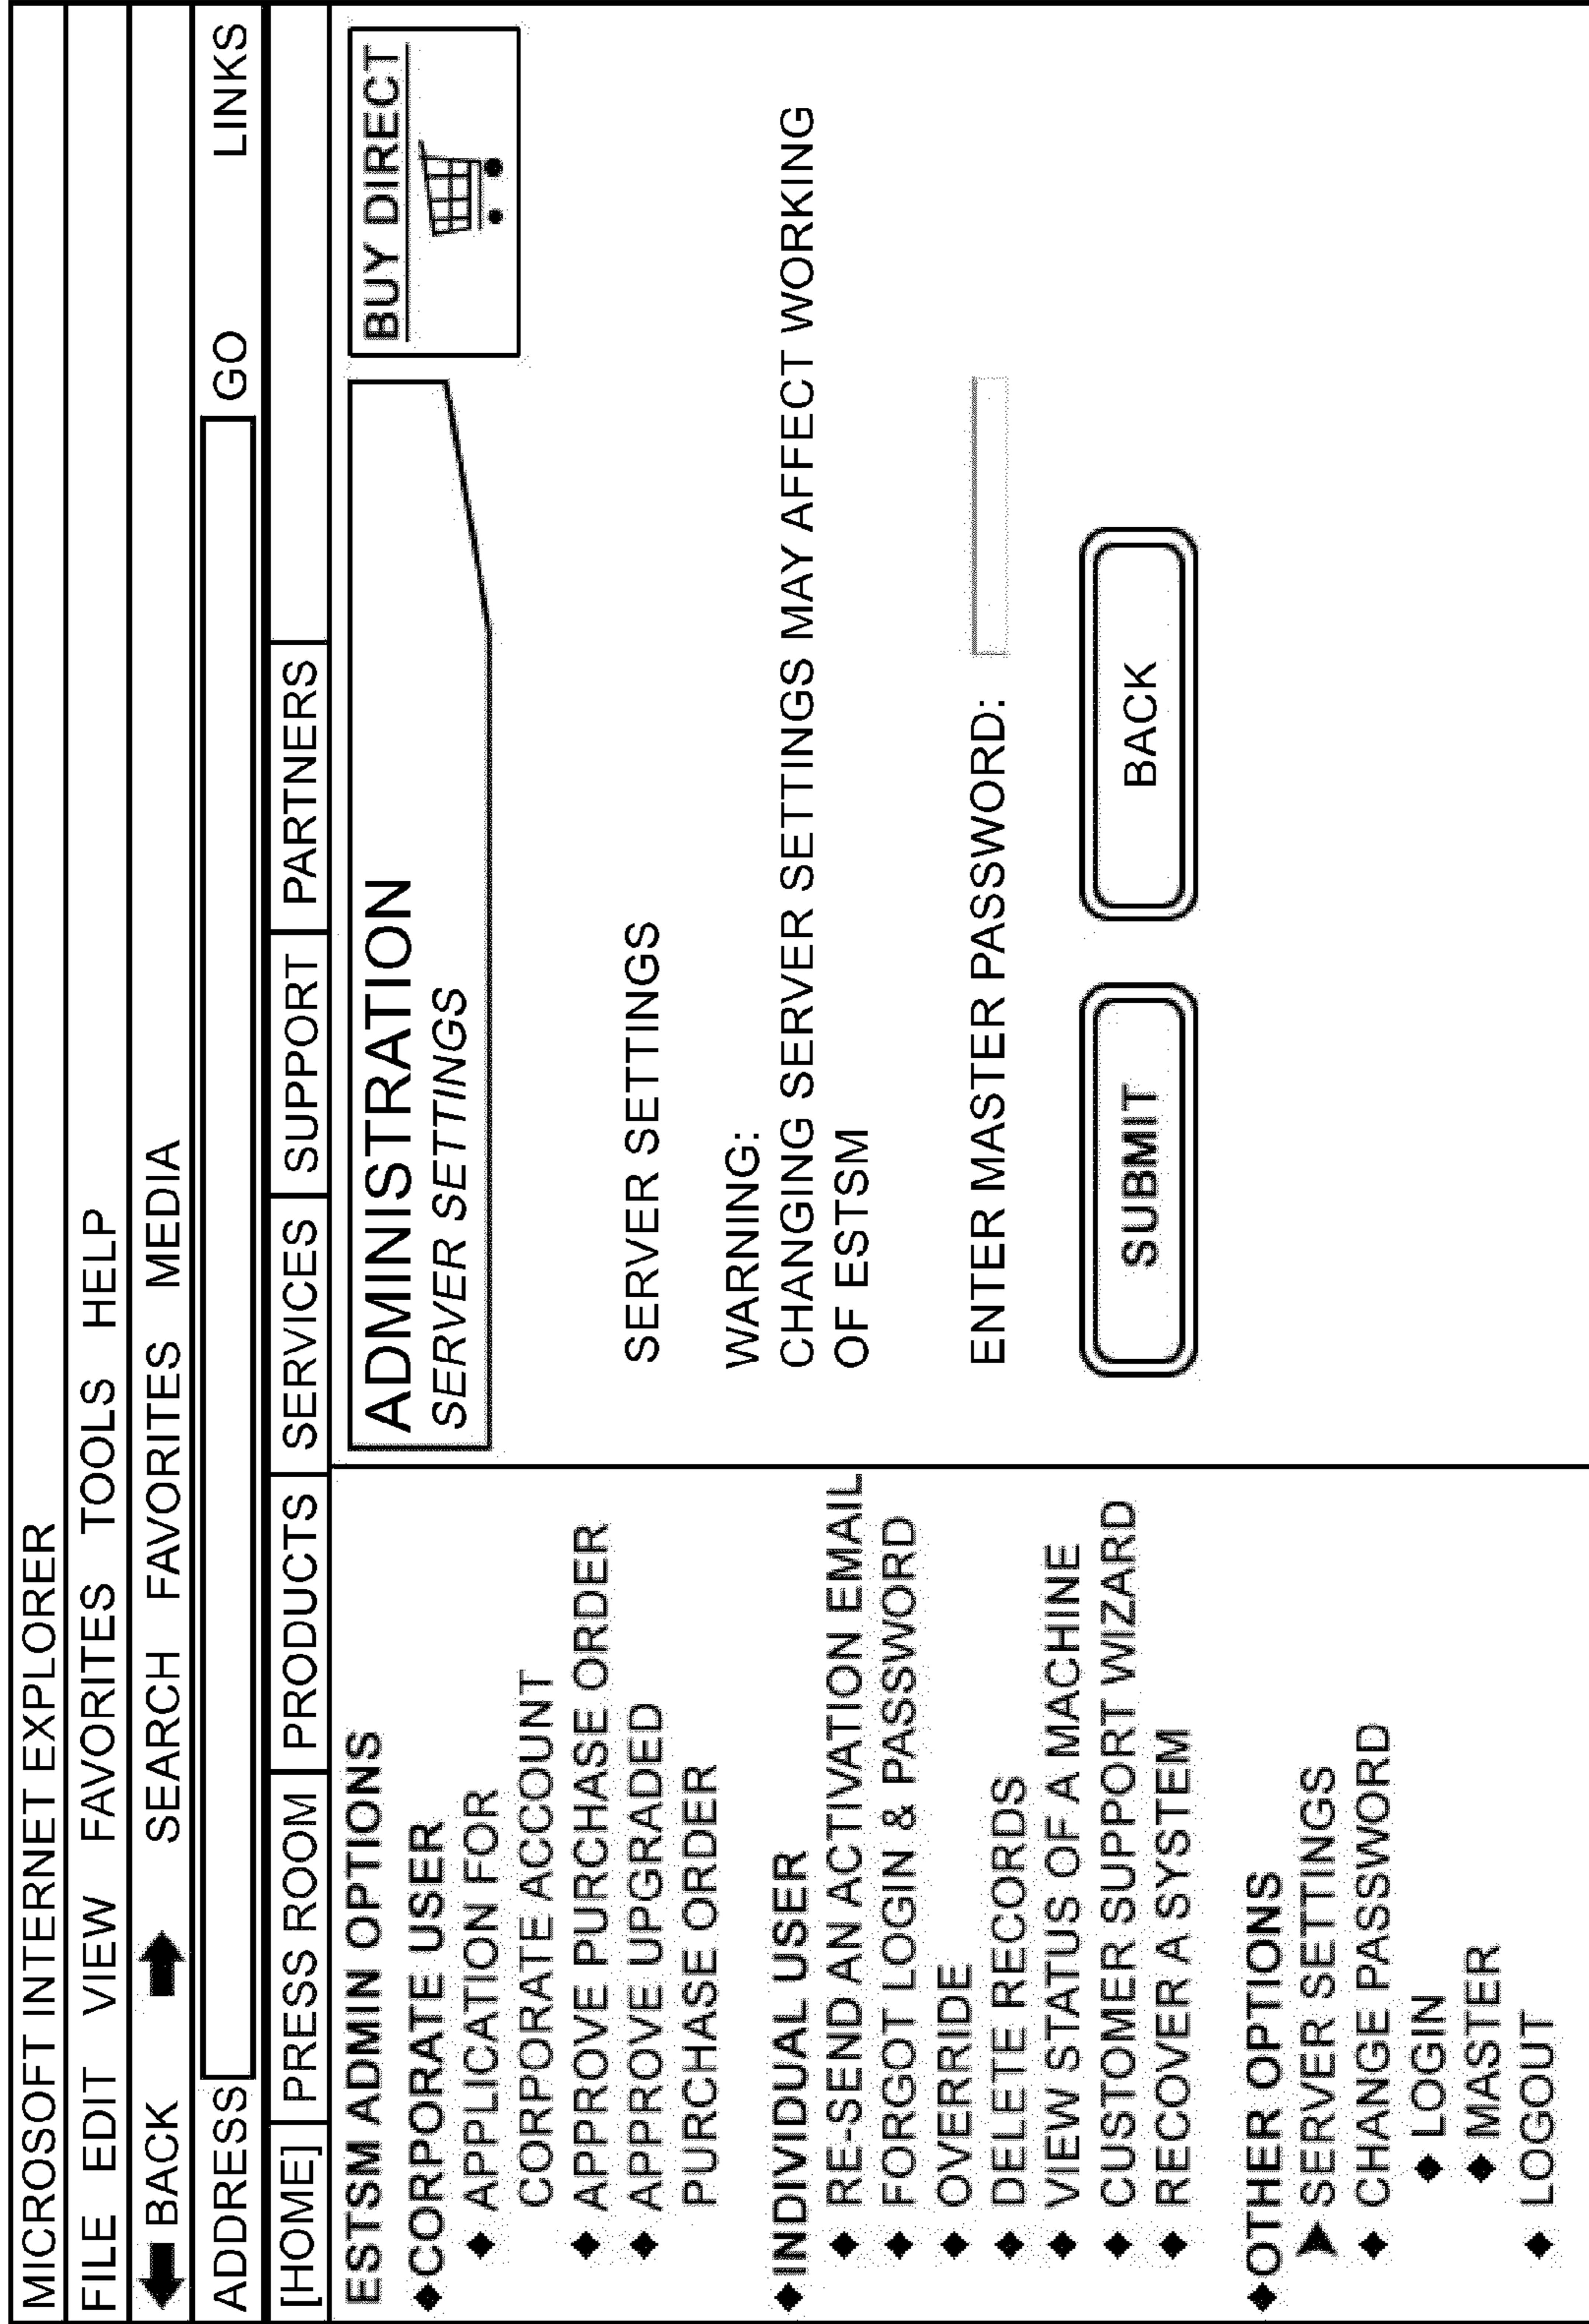 MICROSOFT INTERNET EXPLORER
FILE EDIT VIEW FAVORITES TOOLS HELP
BACK SEARCH FAVORITES MEDIA
ADDRESS GO LINKS
[HOME] PRESS ROOM PRODUCTS SERVICES SUPPORT PARTNERS
ESTSM ADMIN OPTIONS
CORPORATE USER
APPLICATION FOR
CORPORATE ACCOUNT
APPROVE PURCHASE ORDER
APPROVE UPGRADED
PURCHASE ORDER
INDIVIDUAL USER
RE-SEND AN ACTIVATION EMAIL
FORGOT LOGIN & PASSWORD
OVERRIDE
DELETE RECORDS
VIEW STATUS OF A MACHINE
CUSTOMER SUPPORT WIZARD
RECOVER A SYSTEM
OTHER OPTIONS
SERVER SETTINGS
CHANGE PASSWORD
LOGIN
MASTER
LOGOUT
ADMINISTRATION
SERVER SETTINGS
BUY DIRECT
SERVER SETTINGS
WARNING:
CHANGING SERVER SETTINGS MAY AFFECT WORKING
OF ESTSM
ENTER MASTER PASSWORD:
SUBMIT BACK